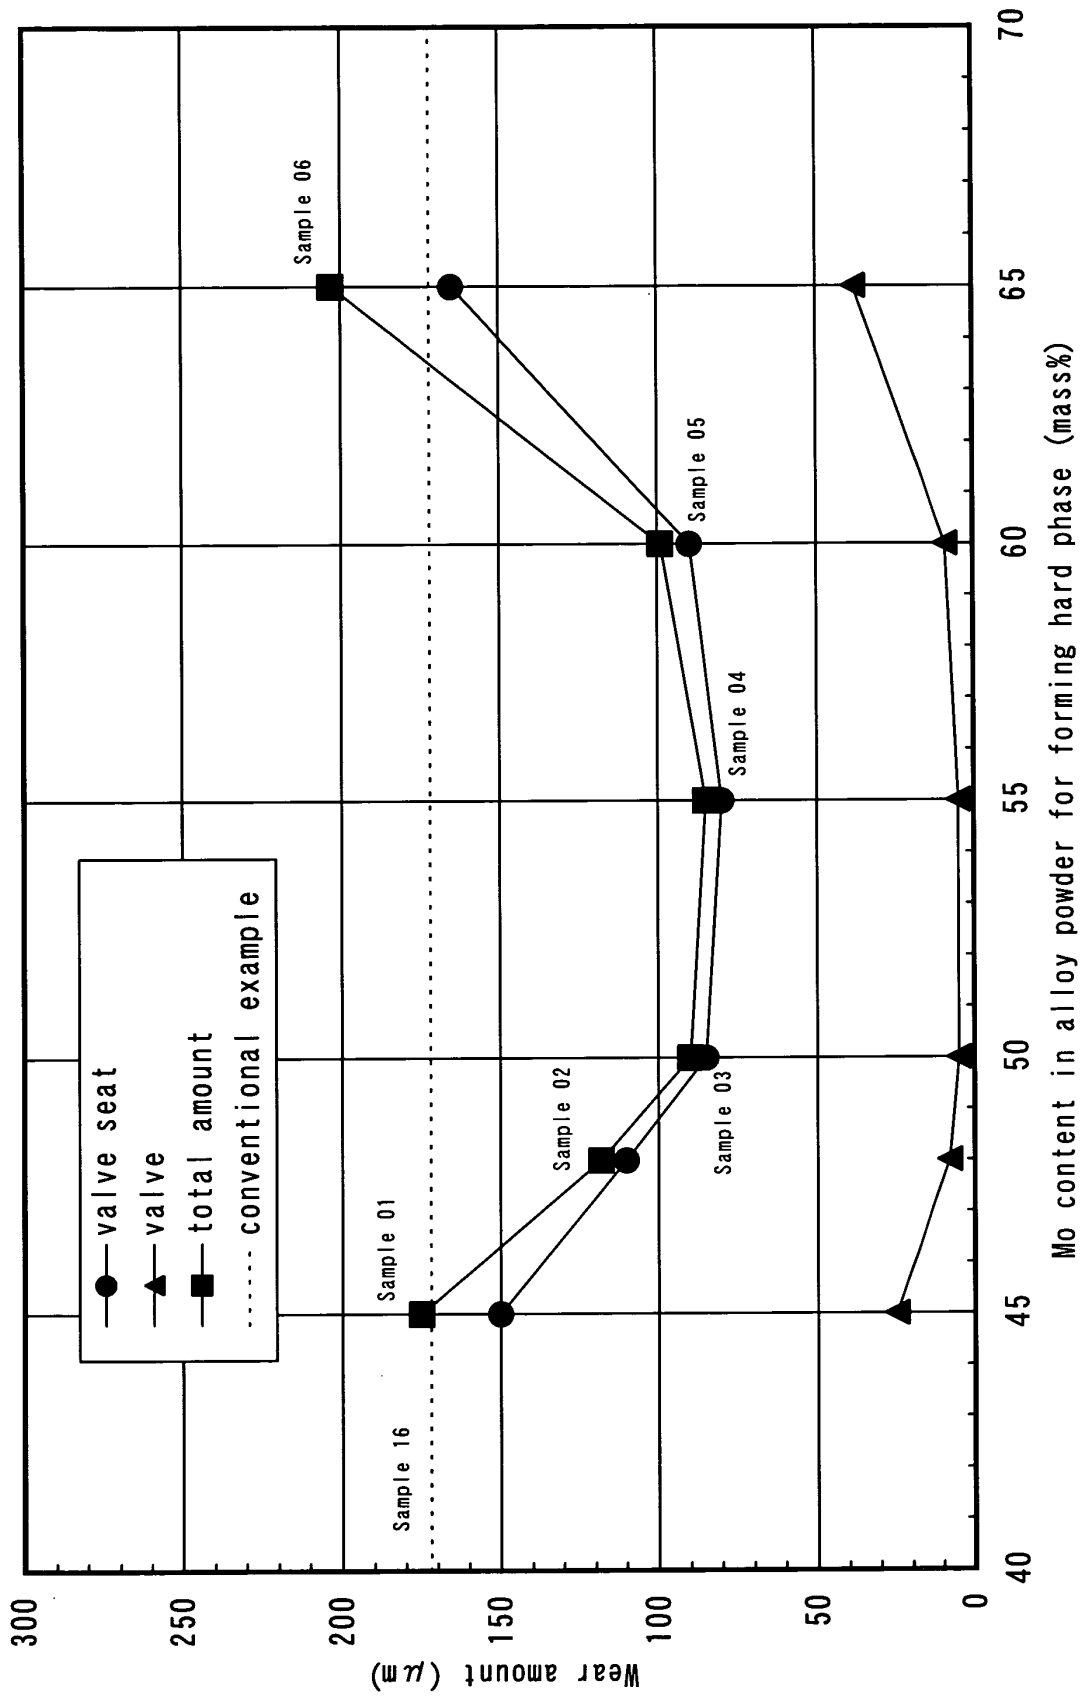 valve seat
valve
total amount
conventional example
Sample 06
Sample 01
Sample 16
Sample 02
Sample 05
Sample 04
Sample 03
300
250
200
150
100
50
0
Wear amount (μm)
40
45
50
55
60
65
70
Mo content in alloy powder for forming hard phase (mass%)